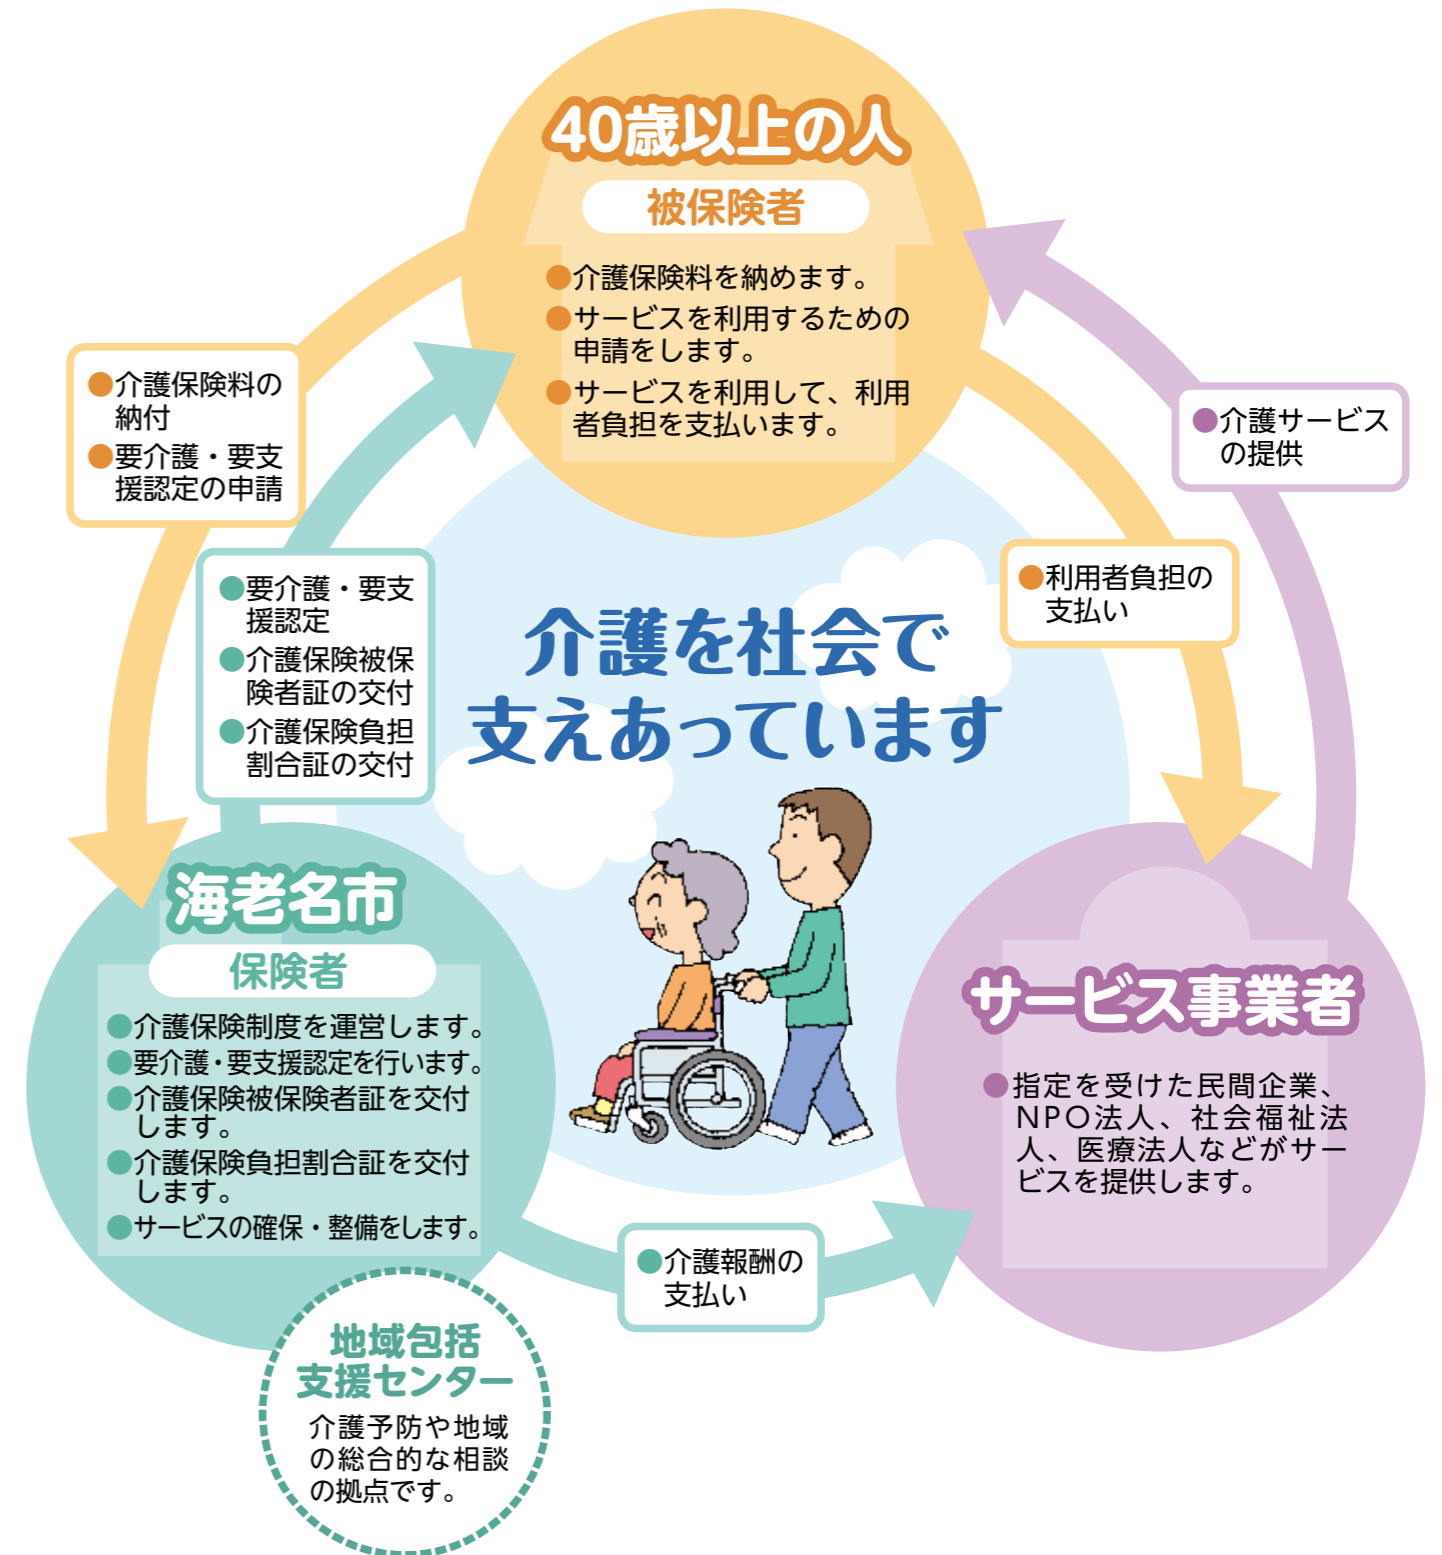 40歳以上の人
被保険者
●介護保険料を納めます。
●サービスを利用するための
申請をします。
●サービスを利用して、利用
者負担を支払います。
●介護保険料の
納付
●要介護・要支
援認定の申請
●介護サービス
の提供
●要介護・要支
援認定
●介護保険被保
険者証の交付
●介護保険負担
割合証の交付
●利用者負担の
支払い
介護を社会で
支えあっています
海老名市
保険者
●介護保険制度を運営します。
●要介護・要支援認定を行います。
●介護保険被保険者証を交付
します。
●介護保険負担割合証を交付
します。
●サービスの確保・整備をします。
サービス事業者
●指定を受けた民間企業、
NPO法人、社会福祉法
人、医療法人などがサー
ビスを提供します。
●介護報酬の
支払い
地域包括
支援センター
介護予防や地域
の総合的な相談
の拠点です。